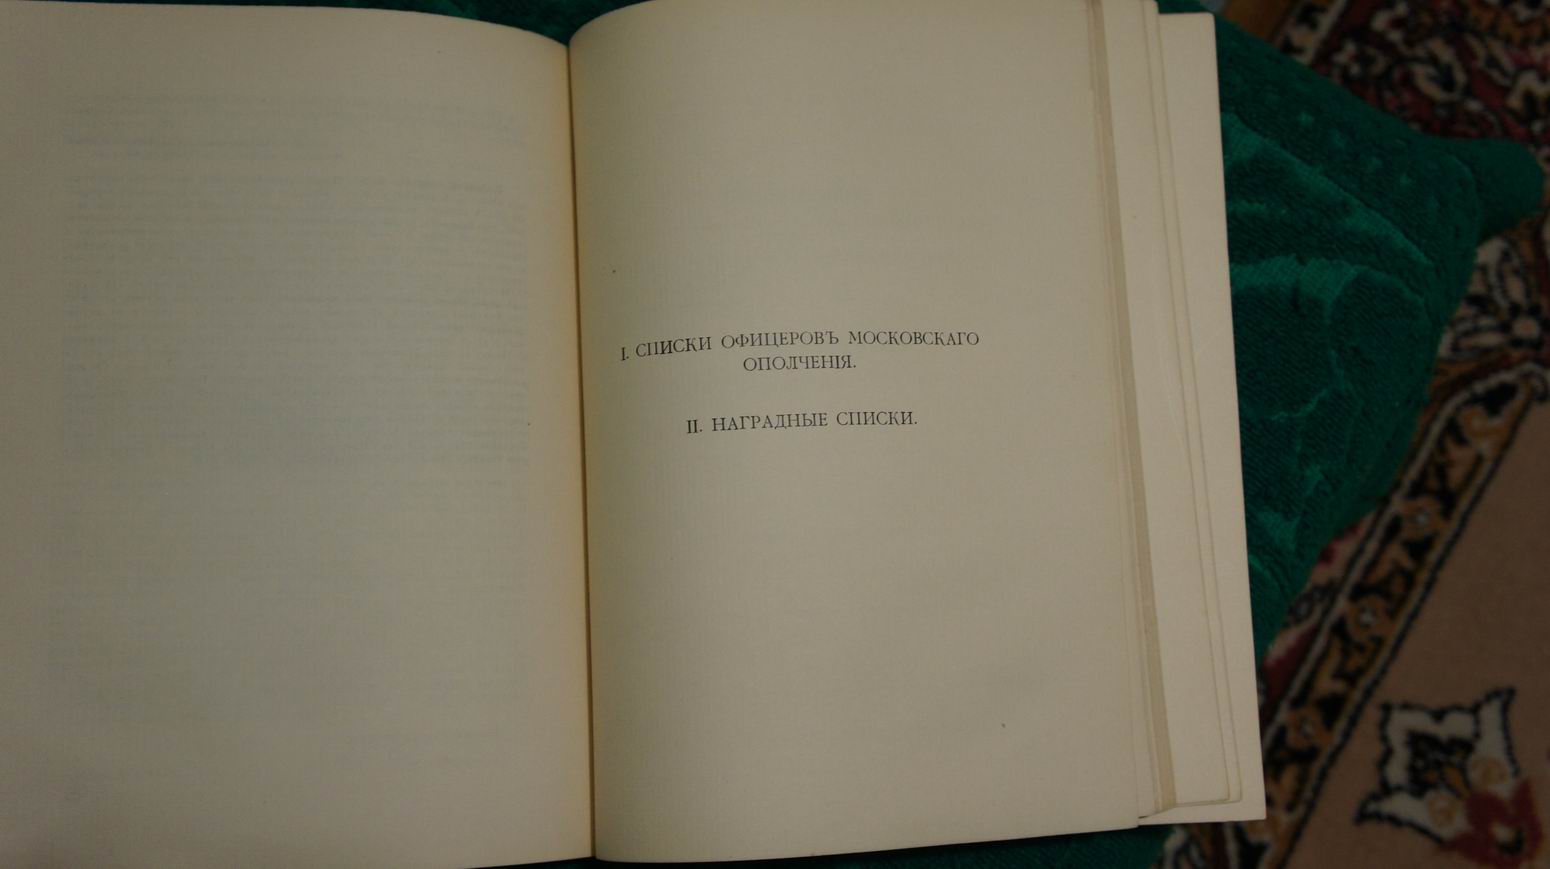 I. СПИСКИ ОФИЦЕРОВЪ МОСКОВСКАГО
ОПОЛЧЕНІЯ.
II. НАГРАДНЫЕ СПИСКИ.